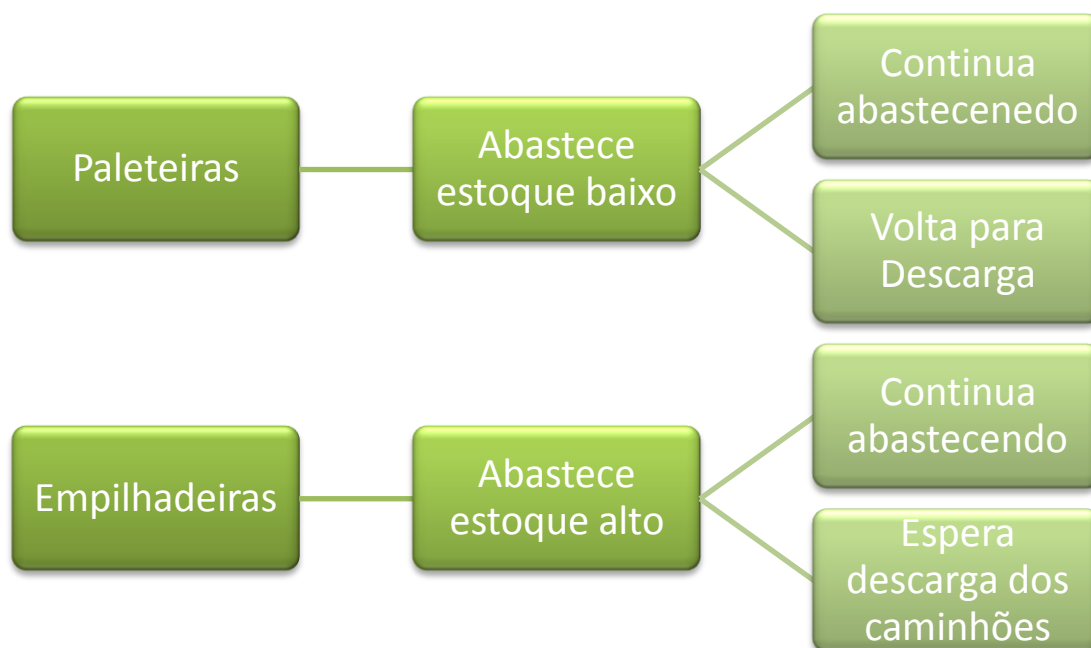 Paleteiras
Abastece
estoque baixo
Continua
abastecenedo
Volta para
Descarga
Empilhadeiras
Abastece
estoque alto
Continua
abastecendo
Espera
descarga dos
caminhões